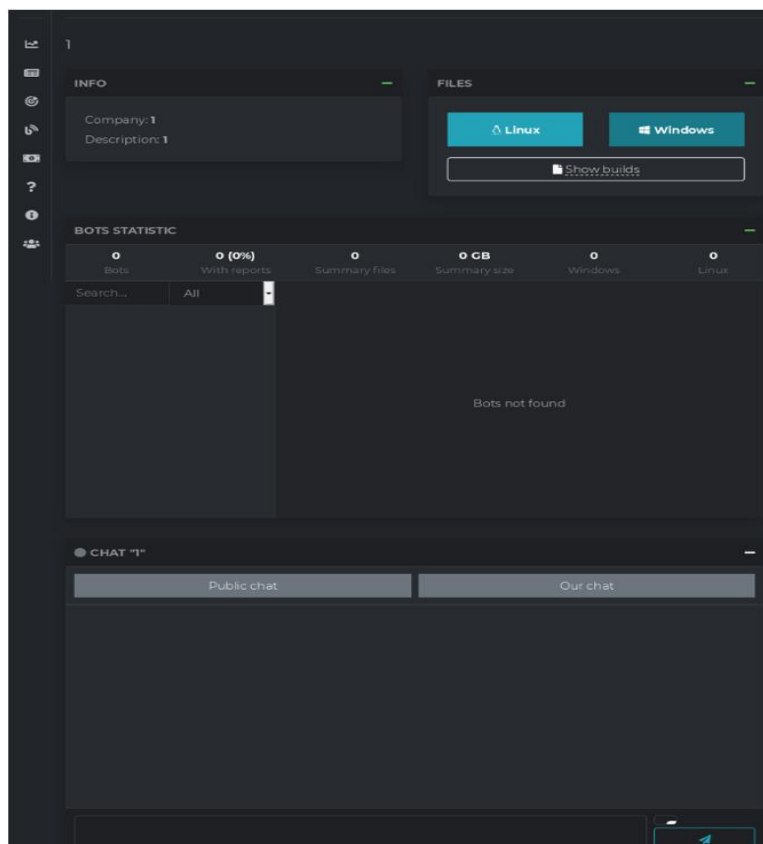 1
INFO
Company: 1
Description: 1
FILES
Linux
Windows
Show builds
BOTS STATISTIC
0 0 (0%) 0 0 GB 0 0
Bots With reports Summary files Summary size Windows Linux
Search... All
Bots not found
CHAT "1"
Public chat Our chat